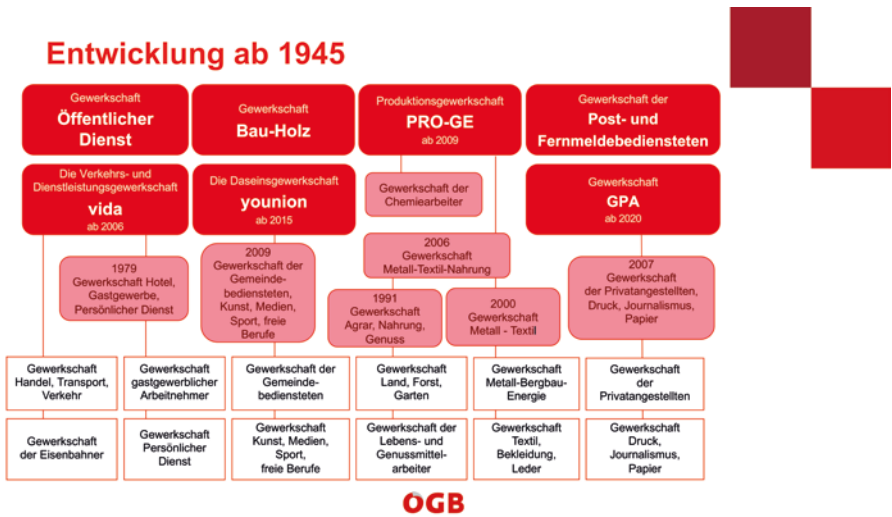 Entwicklung ab 1945
Gewerkschaft
Öffentlicher
Dienst
Gewerkschaft
Bau-Holz
Produktionsgewerkschaft
PRO-GE
ab 2009
Gewerkschaft der
Post- und
Fernmeldebediensteten
Die Verkehrs- und
Dienstleistungsgewerkschaft
vida
ab 2006
Die Daseinsgewerkschaft
younion
ab 2015
Gewerkschaft der
Chemiearbeiter
Gewerkschaft
GPA
ab 2020
1979
Gewerkschaft Hotel,
Gastgewerbe,
Persönlicher Dienst
2009
Gewerkschaft der
Gemeinde-
bediensteten,
Kunst, Medien,
Sport, freie
Berufe
2006
Gewerkschaft
Metall-Textil-Nahrung
1991
Gewerkschaft
Agrar, Nahrung,
Genuss
2000
Gewerkschaft
Metall - Textil
2007
Gewerkschaft
der Privatangestellten,
Druck, Journalismus,
Papier
Gewerkschaft
Handel, Transport,
Verkehr
Gewerkschaft
gastgewerblicher
Arbeitnehmer
Gewerkschaft der
Gemeinde-
bediensteten
Gewerkschaft
Land, Forst,
Garten
Gewerkschaft
Metall-Bergbau-
Energie
Gewerkschaft
der
Privatangestellten
Gewerkschaft
der Eisenbahner
Gewerkschaft
Persönlicher
Dienst
Gewerkschaft
Kunst, Medien,
Sport,
freie Berufe
Gewerkschaft der
Lebens- und
Genussmittel-
arbeiter
Gewerkschaft
Textil,
Bekleidung,
Leder
Gewerkschaft
Druck,
Journalismus,
Papier
ÖGB